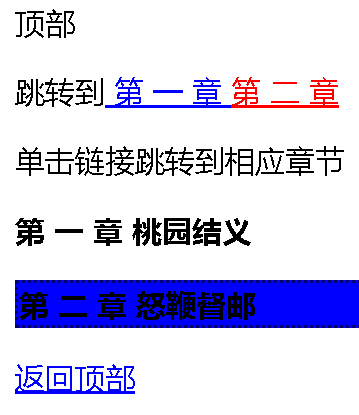 顶部
跳转到 第 一 章 第 二 章
单击链接跳转到相应章节
第 一 章 桃园结义
第 二 章 怒鞭督邮
返回顶部